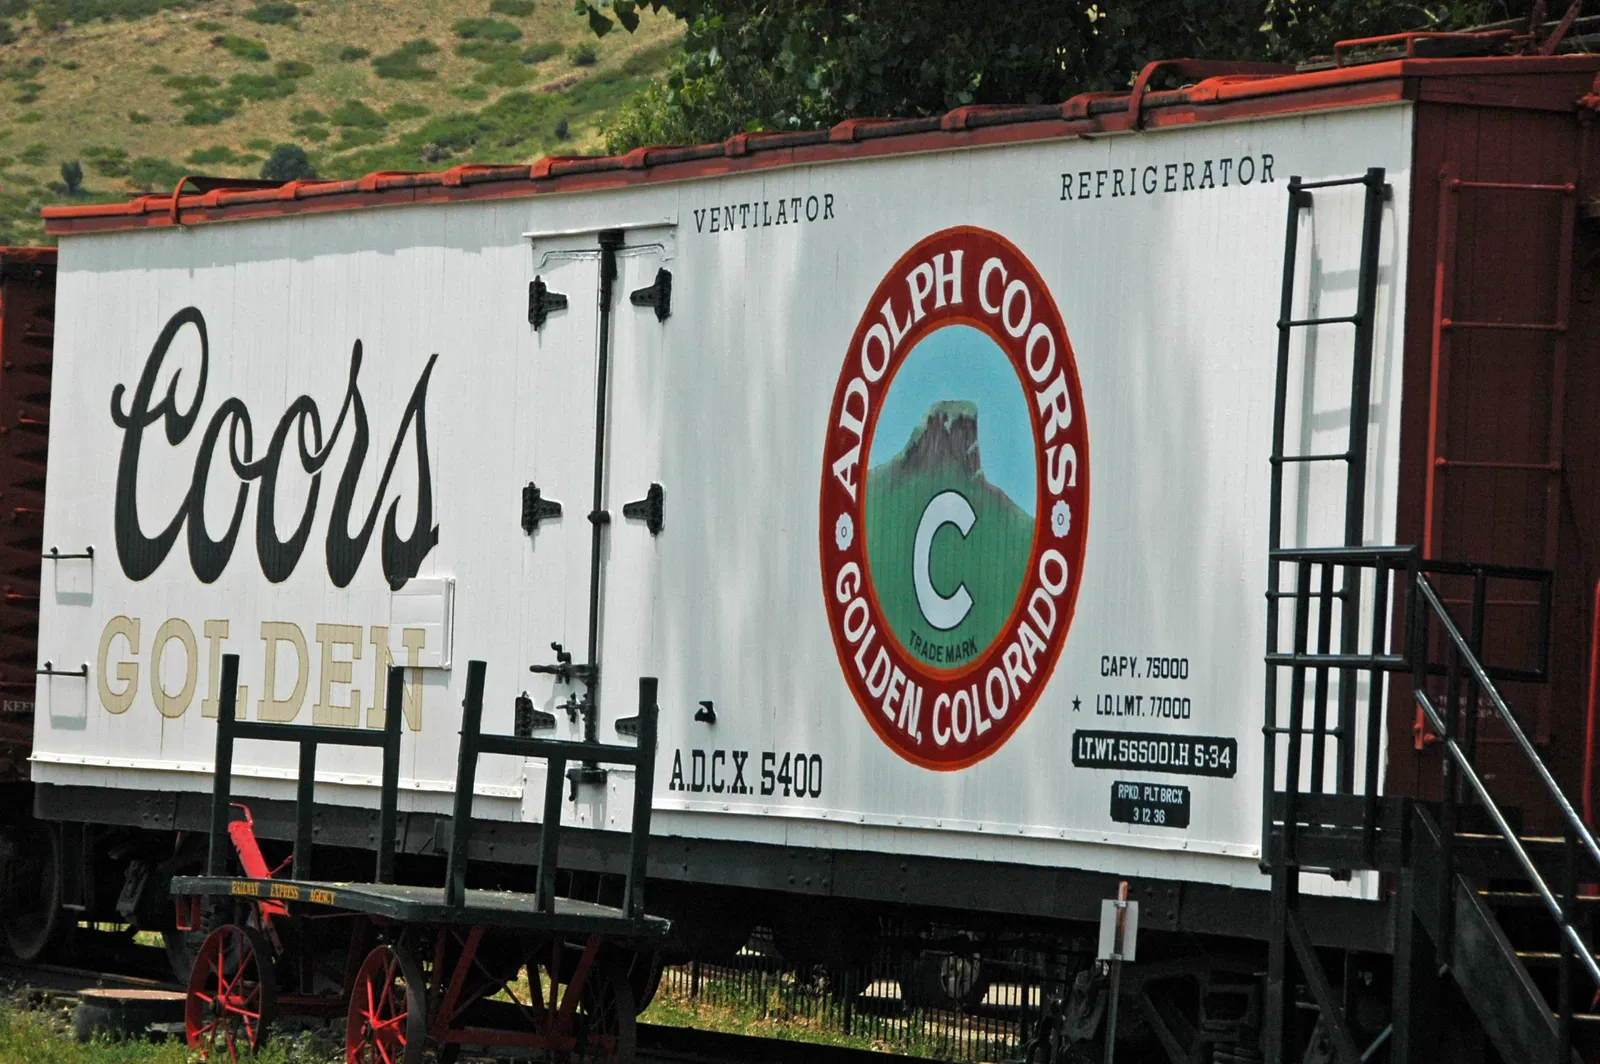 Coors
GOLDEN
VENTILATOR
REFRIGERATOR
ADOLPH COORS
C
TRADE MARK
GOLDEN, COLORADO
A.D.C.X. 5400
CAPY. 75000
★ LD.LMT. 77000
LT.WT.56500 I.H 5-34
RPKD. PLT BRCX
3 12 36
RAILWAY EXPRESS AGENCY